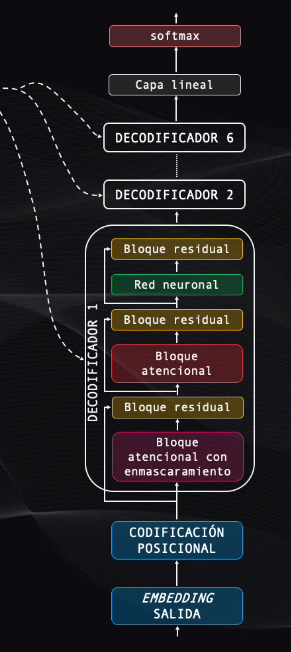 softmax
Capa lineal
DECODIFICADOR 6
DECODIFICADOR 2
DECODIFICADOR 1
Bloque residual
Red neuronal
Bloque residual
Bloque
atencional
Bloque residual
Bloque
atencional con
enmascaramiento
CODIFICACIÓN
POSICIONAL
EMBEDDING
SALIDA